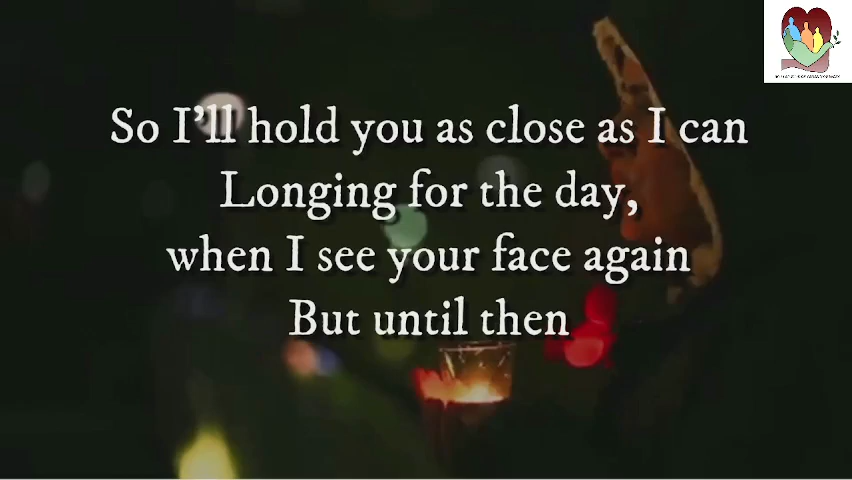 So I'll hold you as close as I can
Longing for the day,
when I see your face again
But until then